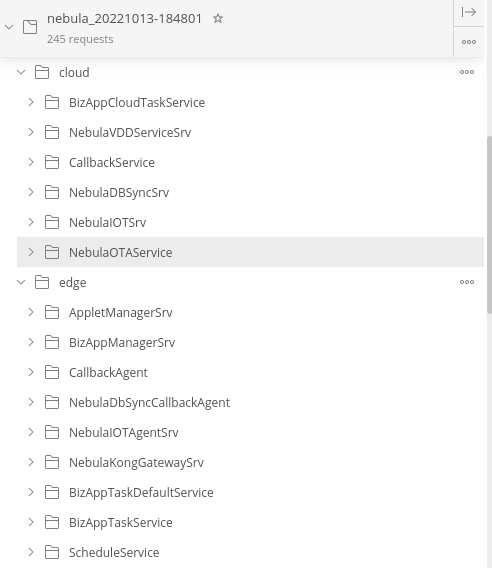 nebula_20221013-184801
245 requests
cloud
BizAppCloudTaskService
NebulaVDDServiceSrv
CallbackService
NebulaDBSyncSrv
NebulaIOTSrv
NebulaOTAService
edge
AppletManagerSrv
BizAppManagerSrv
CallbackAgent
NebulaDbSyncCallbackAgent
NebulaIOTAgentSrv
NebulaKongGatewaySrv
BizAppTaskDefaultService
BizAppTaskService
ScheduleService